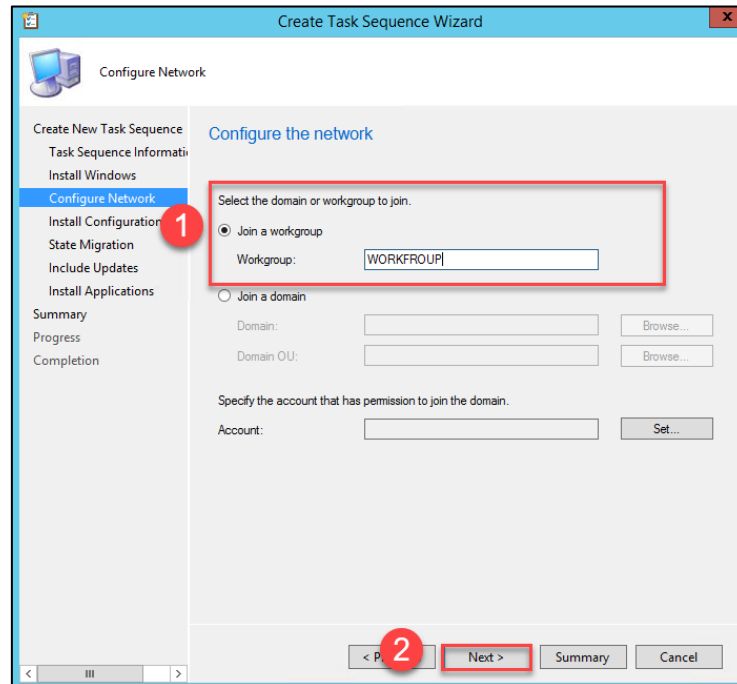 Create Task Sequence Wizard
x
Configure Network
Create New Task Sequence
Task Sequence Informati
Install Windows
Configure Network
Install Configuration
State Migration
Include Updates
Install Applications
Summary
Progress
Completion
Configure the network
1
Select the domain or workgroup to join.
Join a workgroup
Workgroup: WORKFROUP
Join a domain
Domain: Browse...
Domain OU: Browse...
Specify the account that has permission to join the domain.
Account: Set...
2
< P Next > Summary Cancel